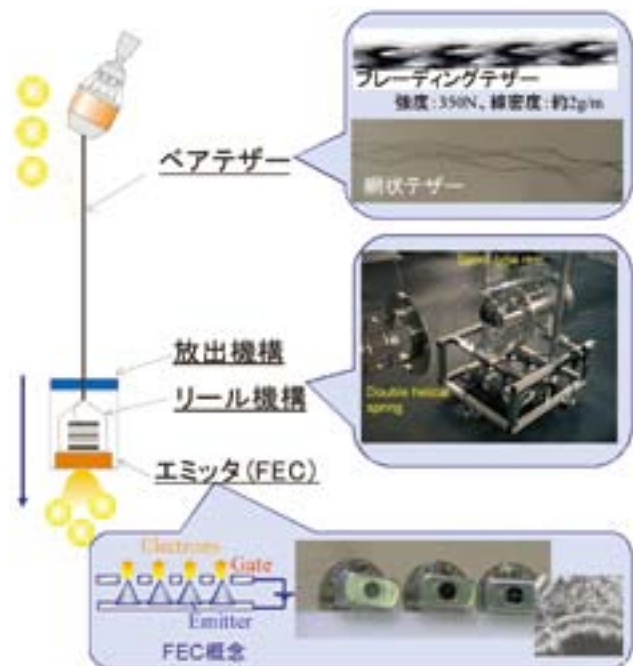 ブレーディングテザー
強度:350N、線密度:約2g/m
網状テザー
ベアテザー
放出機構
リール機構
エミッタ(FEC)
Double helical
spring
Electrons
Gate
Emitter
FEC概念